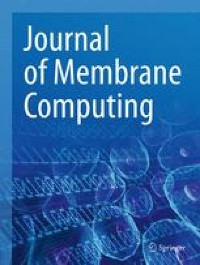 Journal
of Membrane
Computing
Springer